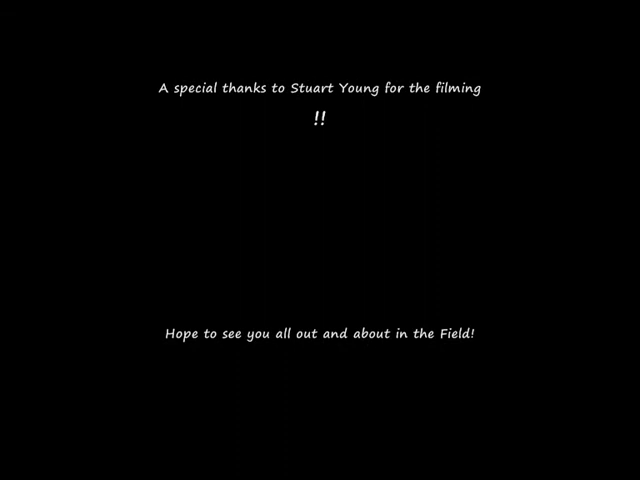 A special thanks to Stuart Young for the filming
!!
Hope to see you all out and about in the Field!